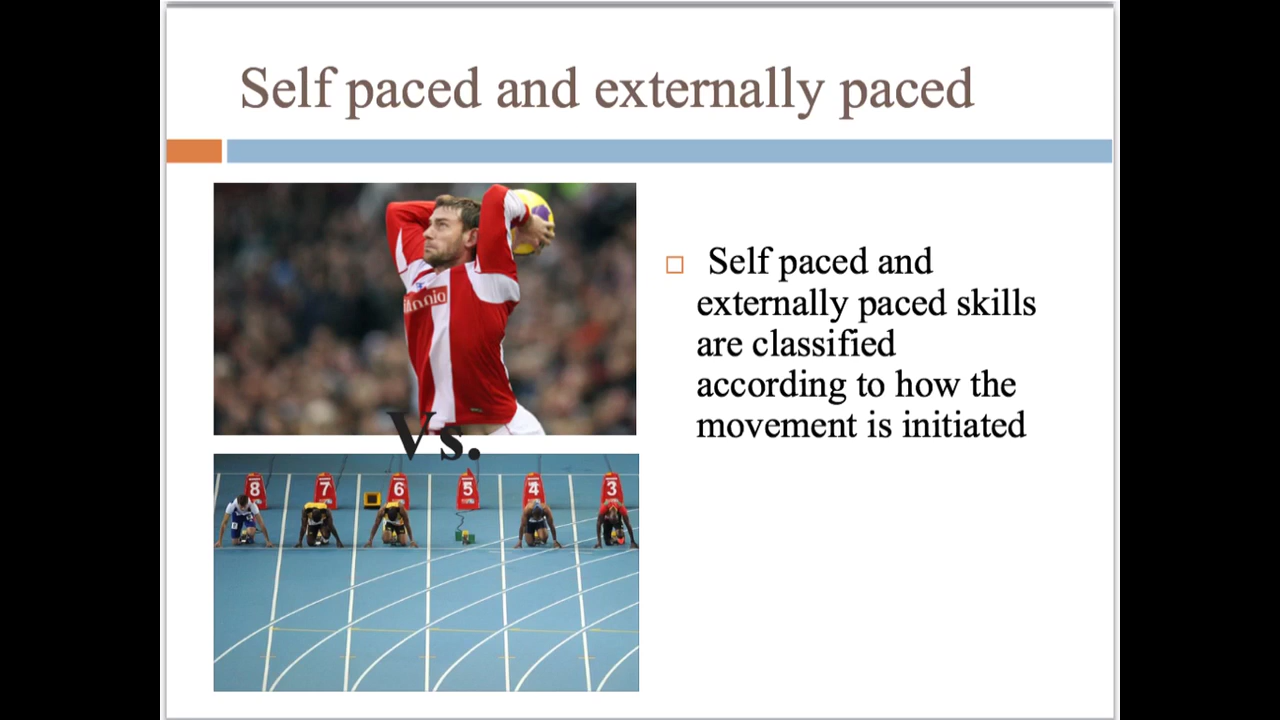 Self paced and externally paced
Self paced and
externally paced skills
are classified
according to how the
movement is initiated
Vs.
8 7 6 5 4 3